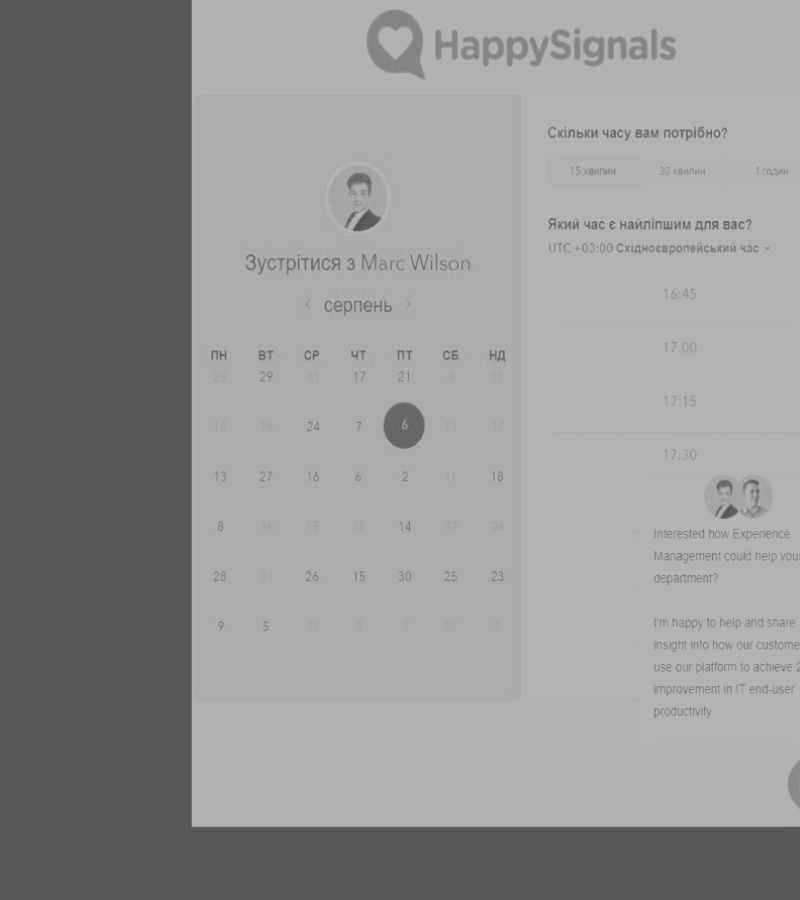 HappySignals
Зустрітися з Marc Wilson
серпень
ПН ВТ СР ЧТ ПТ СБ НД
29 29 31 17 21 8 21
18 19 24 7 6 11 17
13 27 16 6 2 11 18
8 16 15 15 14 17 24
28 31 26 15 30 25 23
9 5 23 2 2 27 9
Скільки часу вам потрібно?
15 хвилин 30 хвилин 1 годин
Який час є найліпшим для вас?
UTC +03:00 Східноєвропейський час
16:45
17:00
17:15
17:30
Interested how Experience
Management could help your
department?
I'm happy to help and share
insight into how our custome
use our platform to achieve 2
improvement in IT end-user
productivity.